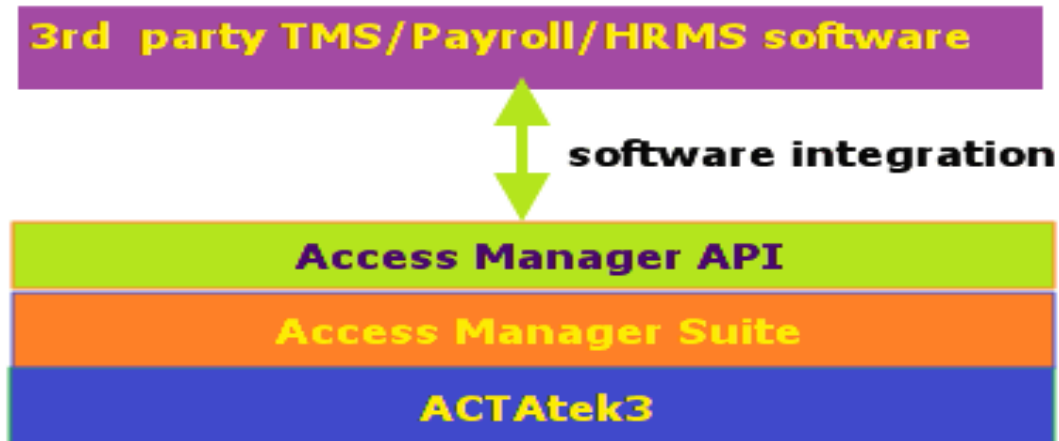 3rd party TMS/Payroll/HRMS software
software integration
Access Manager API
Access Manager Suite
ACTAtek3